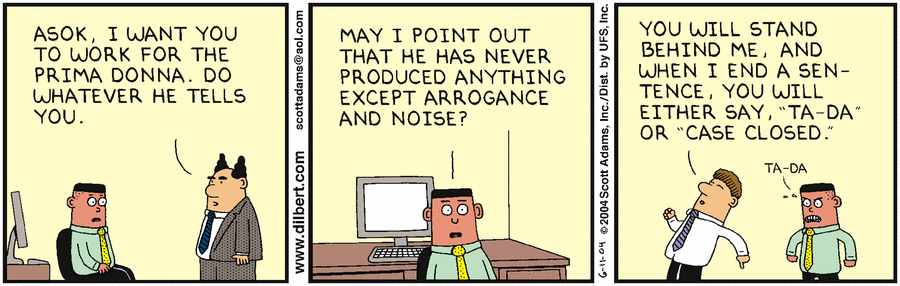 ASOK, I WANT YOU
TO WORK FOR THE
PRIMA DONNA. DO
WHATEVER HE TELLS
YOU.
www.dilbert.com scottadams@aol.com
MAY I POINT OUT
THAT HE HAS NEVER
PRODUCED ANYTHING
EXCEPT ARROGANCE
AND NOISE?
6-11-04 © 2004 Scott Adams, Inc./Dist. by UFS, Inc.
YOU WILL STAND
BEHIND ME, AND
WHEN I END A SEN-
TENCE, YOU WILL
EITHER SAY, "TA-DA"
OR "CASE CLOSED."
TA-DA